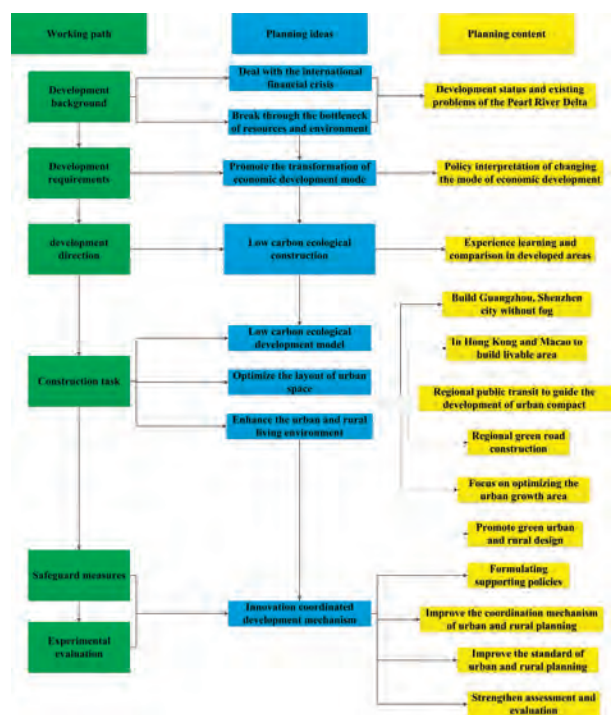 Working path
Planning ideas
Planning content
Development
background
Deal with the international
financial crisis
Break through the bottleneck
of resources and environment
Development status and existing
problems of the Pearl River Delta
Development
requirements
Promote the transformation of
economic development mode
Policy interpretation of changing
the mode of economic development
development
direction
Low carbon ecological
construction
Experience learning and
comparison in developed areas
Construction task
Low carbon ecological
development model
Optimize the layout of urban
space
Enhance the urban and rural
living environment
Build Guangzhou, Shenzhen
city without fog
In Hong Kong and Macao to
build livable area
Regional public transit to guide the
development of urban compact
Regional green road
construction
Focus on optimizing the
urban growth area
Promote green urban
and rural design
Safeguard measures
Experimental
evaluation
Innovation coordinated
development mechanism
Formulating
supporting policies
Improve the coordination mechanism
of urban and rural planning
Improve the standard of
urban and rural planning
Strengthen assessment and
evaluation